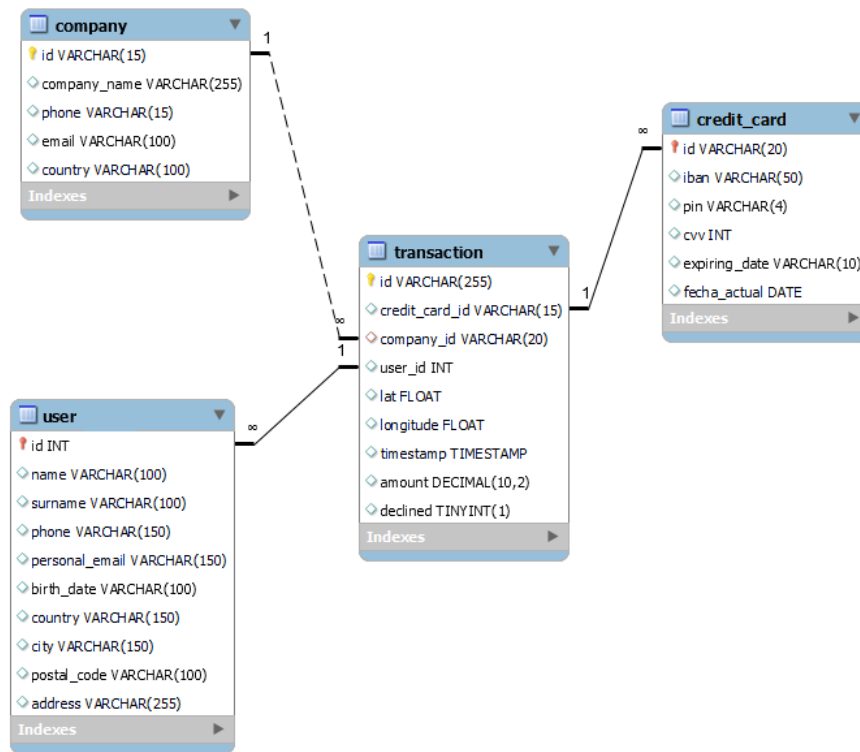 company
id VARCHAR(15)
company_name VARCHAR(255)
phone VARCHAR(15)
email VARCHAR(100)
country VARCHAR(100)
Indexes
1
∞
credit_card
id VARCHAR(20)
iban VARCHAR(50)
pin VARCHAR(4)
cvv INT
expiring_date VARCHAR(10)
fecha_actual DATE
Indexes
∞
1
transaction
id VARCHAR(255)
credit_card_id VARCHAR(15)
company_id VARCHAR(20)
user_id INT
lat FLOAT
longitude FLOAT
timestamp TIMESTAMP
amount DECIMAL(10,2)
declined TINYINT(1)
Indexes
1
∞
user
id INT
name VARCHAR(100)
surname VARCHAR(100)
phone VARCHAR(150)
personal_email VARCHAR(150)
birth_date VARCHAR(100)
country VARCHAR(150)
city VARCHAR(150)
postal_code VARCHAR(100)
address VARCHAR(255)
Indexes